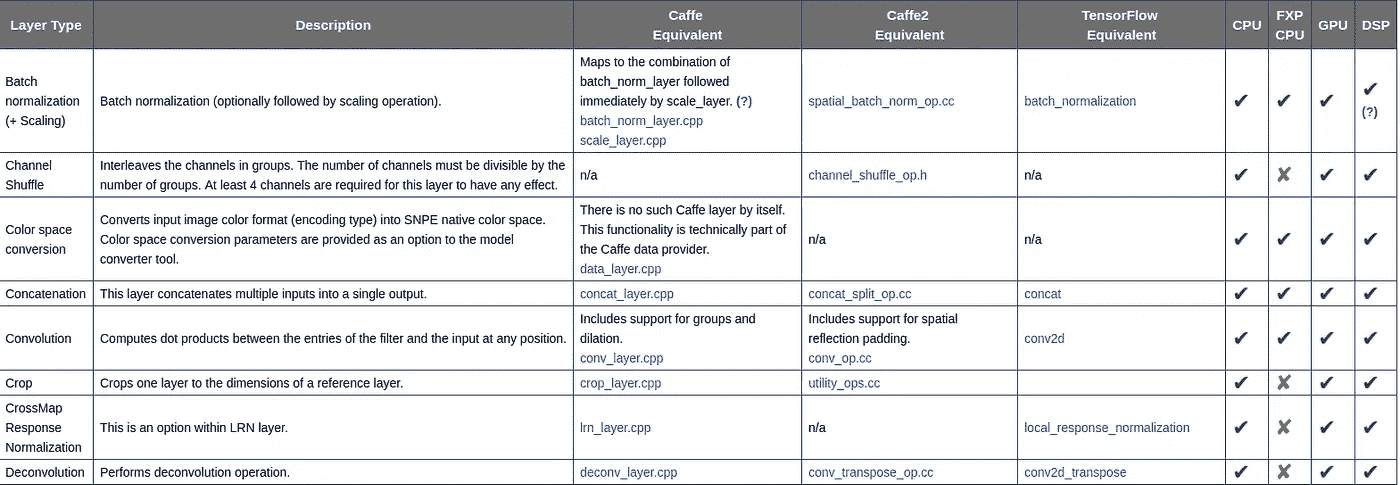 Layer Type Description Caffe Equivalent Caffe2 Equivalent TensorFlow Equivalent CPU FXP CPU GPU DSP
Batch
normalization
(+ Scaling)
Batch normalization (optionally followed by scaling operation).
Maps to the combination of
batch_norm_layer followed
immediately by scale_layer. (?)
batch_norm_layer.cpp
scale_layer.cpp
spatial_batch_norm_op.cc
batch_normalization
✔ ✔ ✔ ✔
(?)
Channel
Shuffle
Interleaves the channels in groups. The number of channels must be divisible by the
number of groups. At least 4 channels are required for this layer to have any effect.
n/a
channel_shuffle_op.h
n/a
✔ ✘ ✔ ✔
Color space
conversion
Converts input image color format (encoding type) into SNPE native color space.
Color space conversion parameters are provided as an option to the model
converter tool.
There is no such Caffe layer by itself.
This functionality is technically part of
the Caffe data provider.
data_layer.cpp
n/a
n/a
✔ ✔ ✔ ✔
Concatenation
This layer concatenates multiple inputs into a single output.
concat_layer.cpp
concat_split_op.cc
concat
✔ ✔ ✔ ✔
Convolution
Computes dot products between the entries of the filter and the input at any position.
Includes support for groups and
dilation.
conv_layer.cpp
Includes support for spatial
reflection padding.
conv_op.cc
conv2d
✔ ✔ ✔ ✔
Crop
Crops one layer to the dimensions of a reference layer.
crop_layer.cpp
utility_ops.cc
✔ ✘ ✔ ✔
CrossMap
Response
Normalization
This is an option within LRN layer.
lrn_layer.cpp
n/a
local_response_normalization
✔ ✘ ✔ ✔
Deconvolution
Performs deconvolution operation.
deconv_layer.cpp
conv_transpose_op.cc
conv2d_transpose
✔ ✘ ✔ ✔